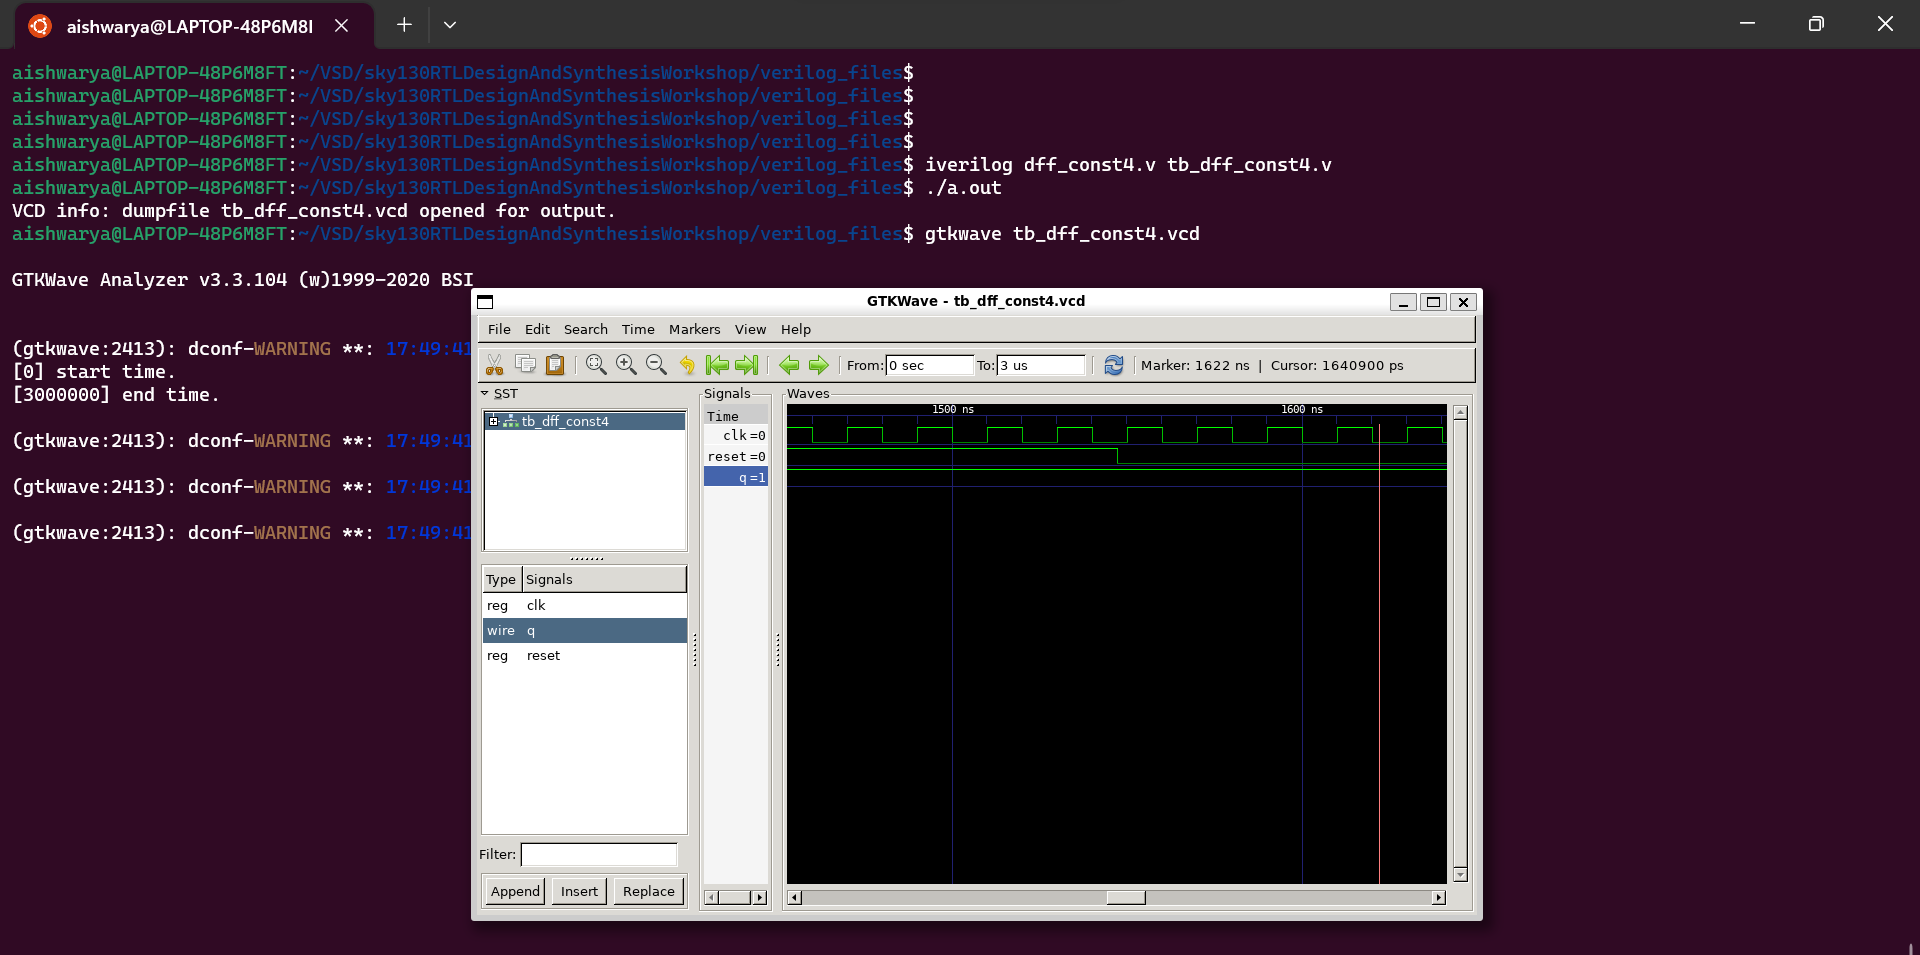 aishwarya@LAPTOP-48P6M8I
aishwarya@LAPTOP-48P6M8FT:~/VSD/sky130RTLDesignAndSynthesisWorkshop/verilog_files$
aishwarya@LAPTOP-48P6M8FT:~/VSD/sky130RTLDesignAndSynthesisWorkshop/verilog_files$
aishwarya@LAPTOP-48P6M8FT:~/VSD/sky130RTLDesignAndSynthesisWorkshop/verilog_files$
aishwarya@LAPTOP-48P6M8FT:~/VSD/sky130RTLDesignAndSynthesisWorkshop/verilog_files$
aishwarya@LAPTOP-48P6M8FT:~/VSD/sky130RTLDesignAndSynthesisWorkshop/verilog_files$ iverilog dff_const4.v tb_dff_const4.v
aishwarya@LAPTOP-48P6M8FT:~/VSD/sky130RTLDesignAndSynthesisWorkshop/verilog_files$ ./a.out
VCD info: dumpfile tb_dff_const4.vcd opened for output.
aishwarya@LAPTOP-48P6M8FT:~/VSD/sky130RTLDesignAndSynthesisWorkshop/verilog_files$ gtkwave tb_dff_const4.vcd
GTKWave Analyzer v3.3.104 (w)1999-2020 BSI
(gtkwave:2413): dconf-WARNING **: 17:49:41
[0] start time.
[3000000] end time.
(gtkwave:2413): dconf-WARNING **: 17:49:41
(gtkwave:2413): dconf-WARNING **: 17:49:41
(gtkwave:2413): dconf-WARNING **: 17:49:41
GTKWave - tb_dff_const4.vcd
File Edit Search Time Markers View Help
From: 0 sec To: 3 us Marker: 1622 ns | Cursor: 1640900 ps
SST
tb_dff_const4
Type Signals
reg clk
wire q
reg reset
Filter:
Append Insert Replace
Signals
Time
clk=0
reset=0
q=1
Waves
1500 ns 1600 ns